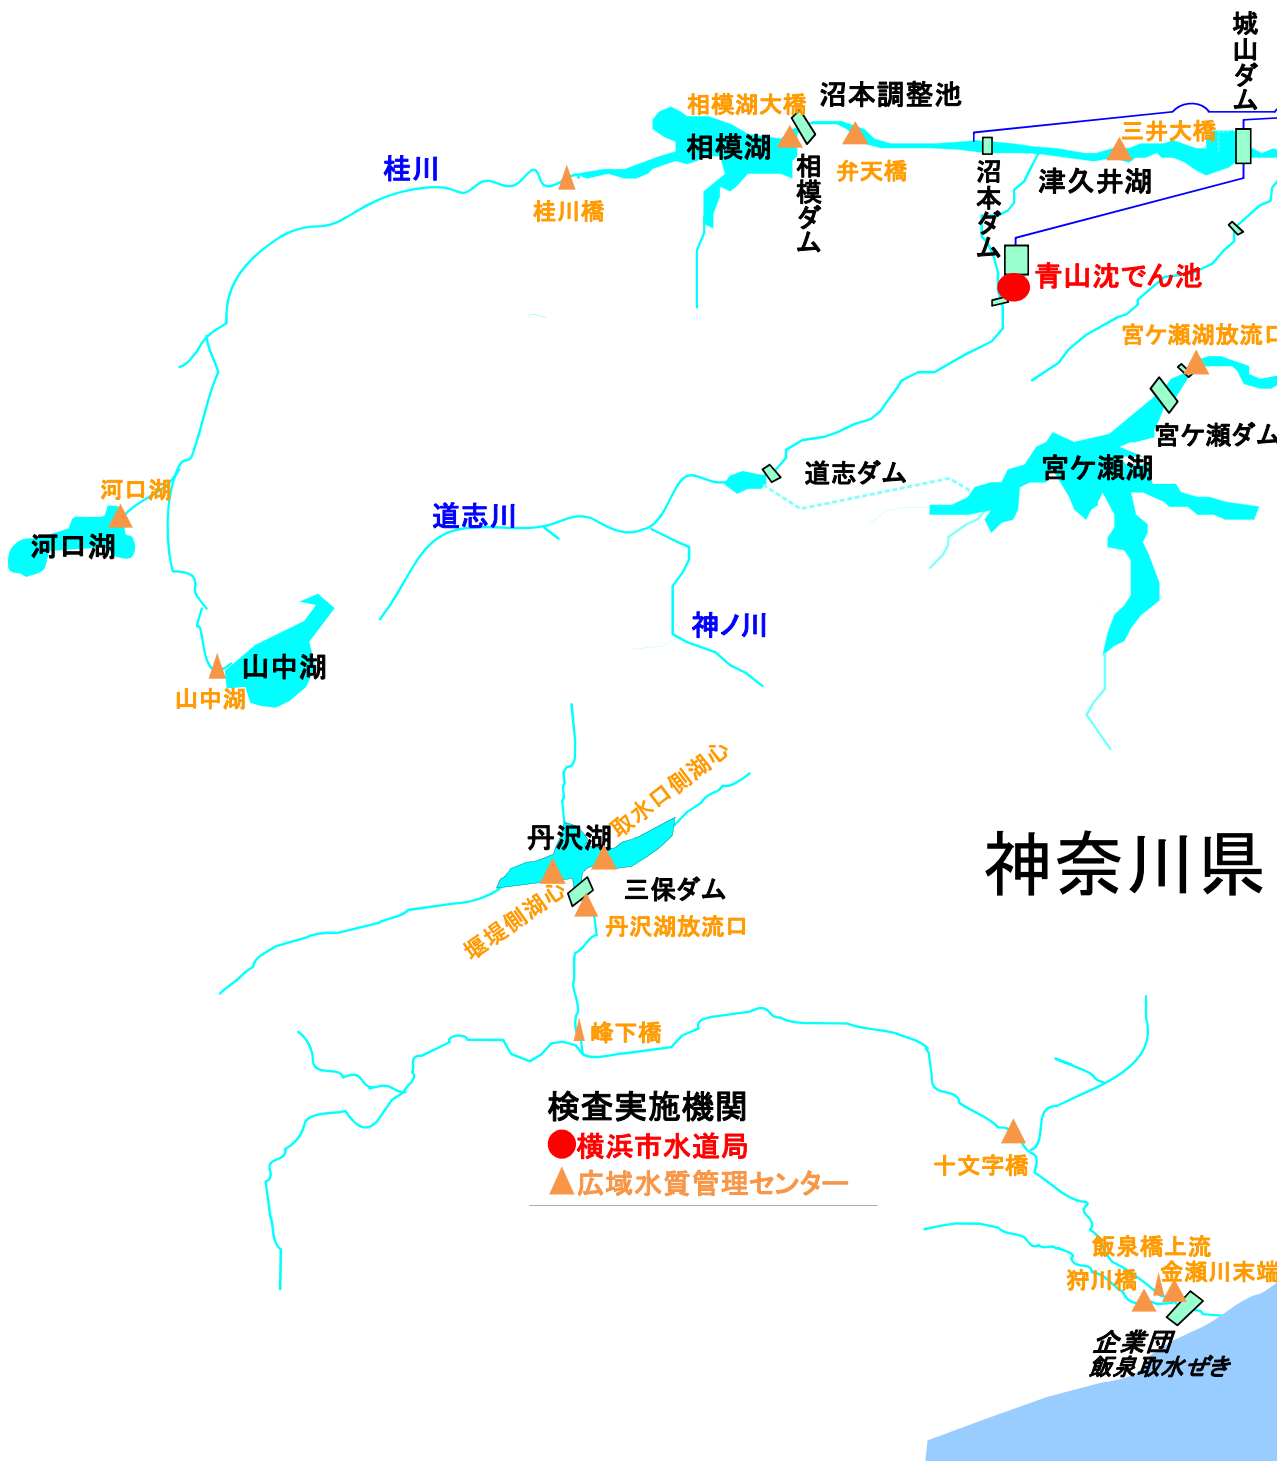 城山ダム
相模湖大橋
沼本調整池
三井大橋
相模湖
桂川
弁天橋
相模ダム
沼本ダム
津久井湖
桂川橋
青山沈でん池
宮ケ瀬湖放流口
宮ケ瀬ダム
宮ケ瀬湖
道志ダム
河口湖
道志川
河口湖
神ノ川
山中湖
山中湖
取水口側湖心
丹沢湖
神奈川県
三保ダム
堰堤側湖心
丹沢湖放流口
峰下橋
検査実施機関
横浜市水道局
広域水質管理センター
十文字橋
飯泉橋上流
金瀬川末端
狩川橋
企業団
飯泉取水ぜき